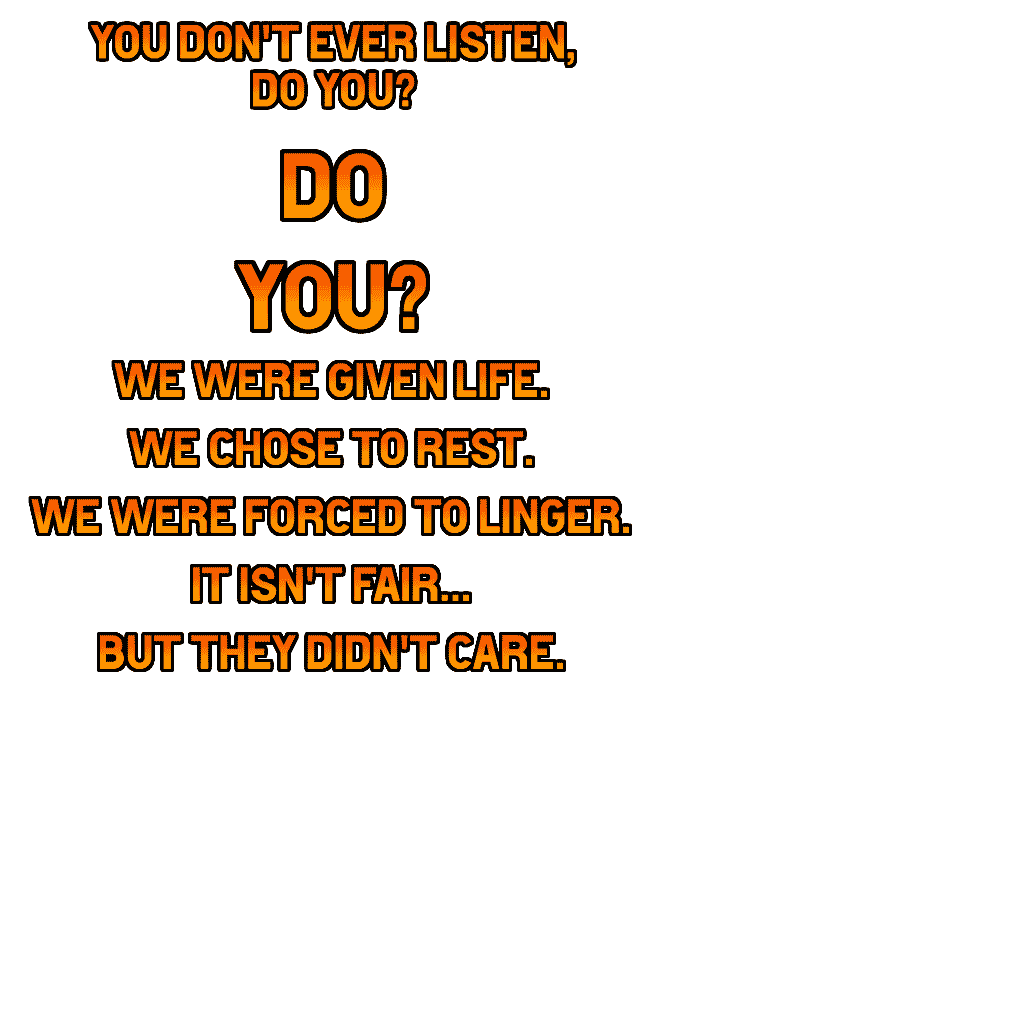 YOU DON'T EVER LISTEN,
DO YOU?
DO
YOU?
WE WERE GIVEN LIFE.
WE CHOSE TO REST.
WE WERE FORCED TO LINGER.
IT ISN'T FAIR...
BUT THEY DIDN'T CARE.